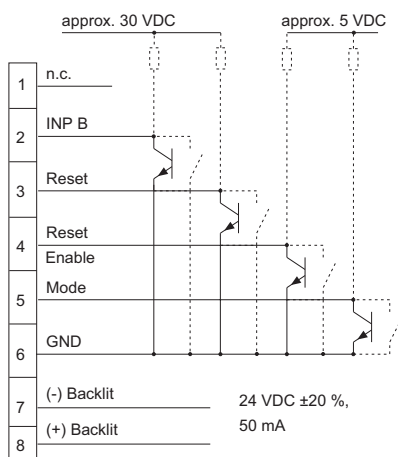 approx. 30 VDC
approx. 5 VDC
1
n.c.
2
INP B
3
Reset
4
Reset
Enable
5
Mode
6
GND
7
(-) Backlit
8
(+) Backlit
24 VDC ±20 %,
50 mA